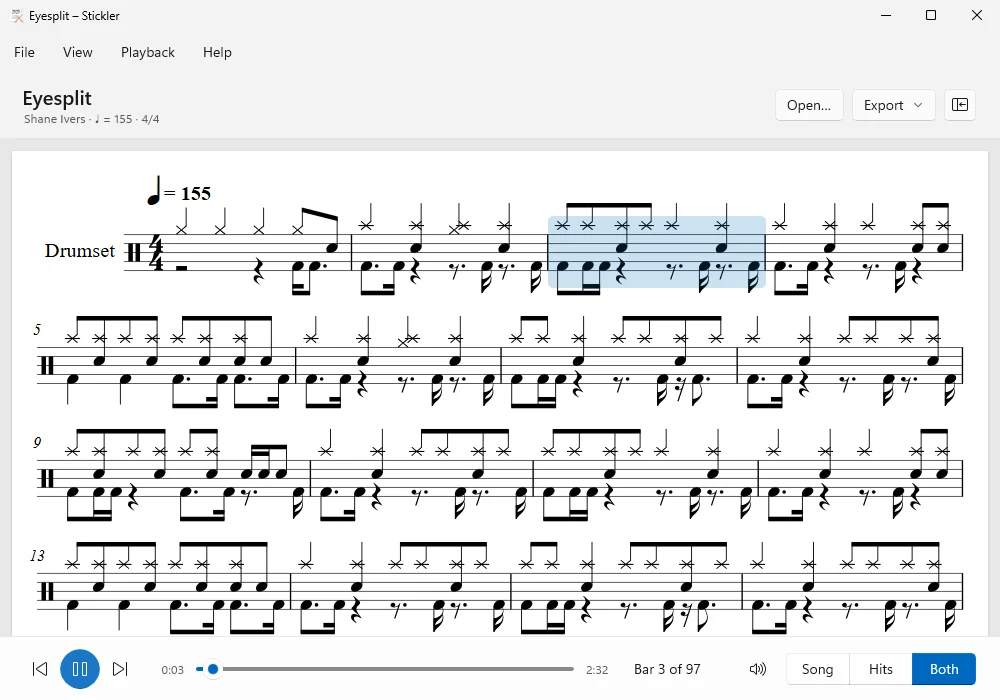 Eyesplit – Stickler
File View Playback Help
Eyesplit
Shane Ivers · ♩ = 155 · 4/4
Open... Export
♩ = 155
Drumset 4/4
5
9
13
0:03 2:32 Bar 3 of 97 Song Hits Both